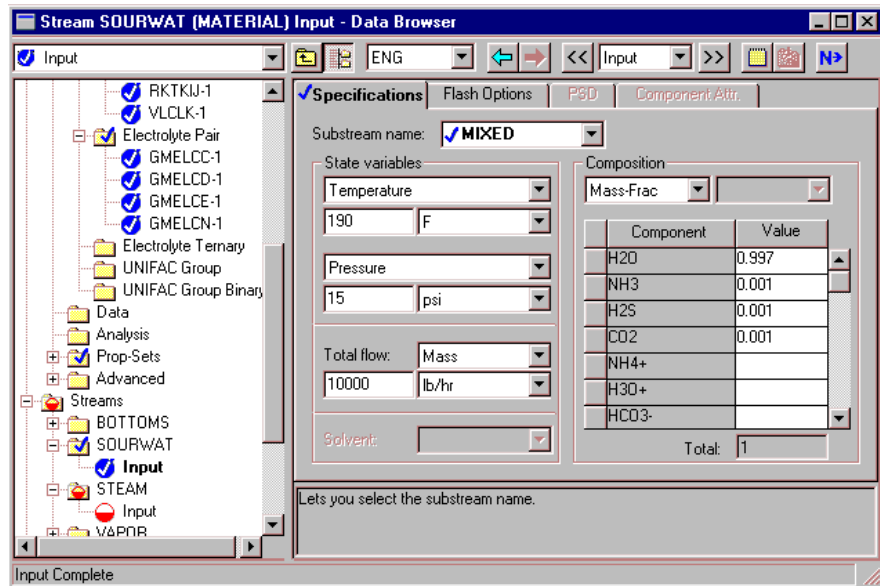 Stream SOURWAT (MATERIAL) Input - Data Browser
Input
ENG
<<
Input
>>
N
RKTKIJ-1
VLCLK-1
Electrolyte Pair
GMELCC-1
GMELCD-1
GMELCE-1
GMELCN-1
Electrolyte Ternary
UNIFAC Group
UNIFAC Group Binary
Data
Analysis
Prop-Sets
Advanced
Streams
BOTTOMS
SOURWAT
Input
STEAM
Input
VAPOR
Specifications
Flash Options
PSD
Component Attr.
Substream name: MIXED
State variables
Temperature
190 F
Pressure
15 psi
Total flow: Mass
10000 lb/hr
Solvent:
Composition
Mass-Frac
Component Value
H2O 0.997
NH3 0.001
H2S 0.001
CO2 0.001
NH4+
H3O+
HCO3-
Total: 1
Lets you select the substream name.
Input Complete